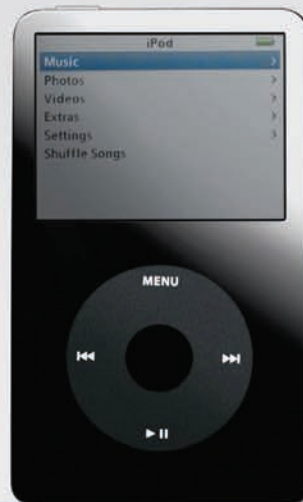 iPod
Music
Photos
Videos
Extras
Settings
Shuffle Songs
MENU